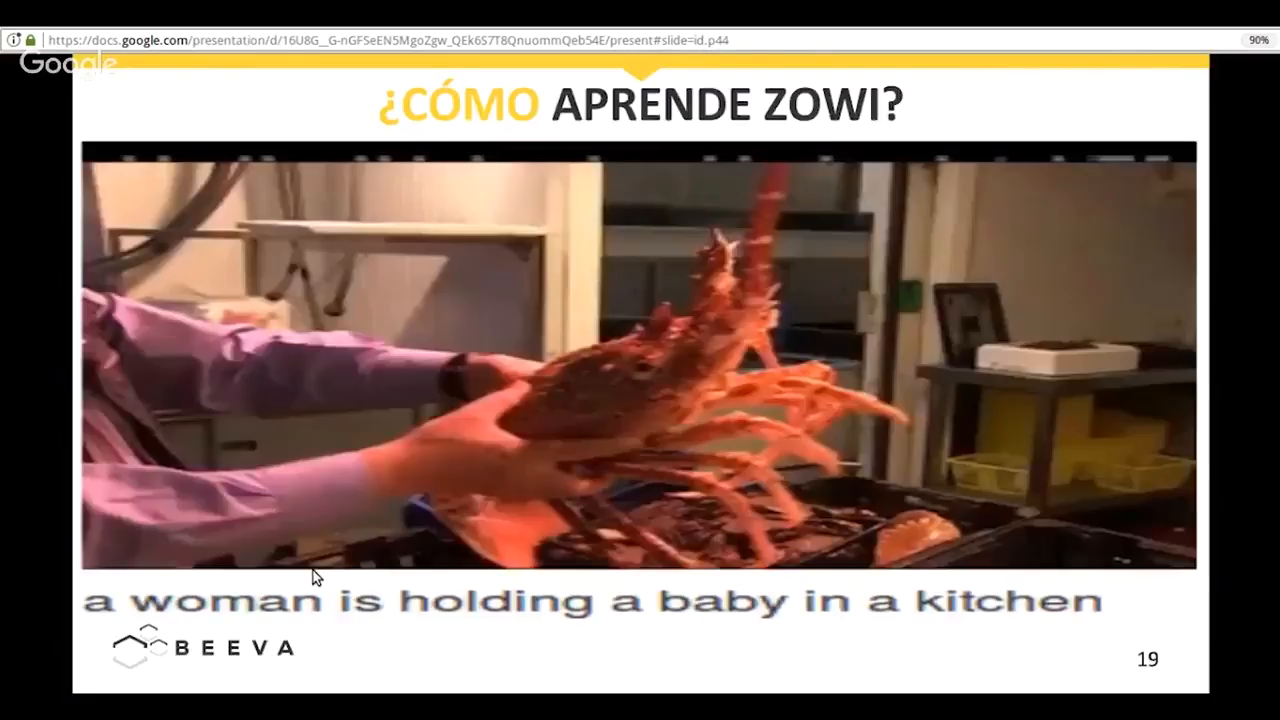 https://docs.google.com/presentation/d/16U8G__G-nGFSeEN5MgoZgw_QEk6S7T8QnuommQeb54E/present#slide=id.p44
90%
Google
¿CÓMO APRENDE ZOWI?
a woman is holding a baby in a kitchen
BEEVA
19